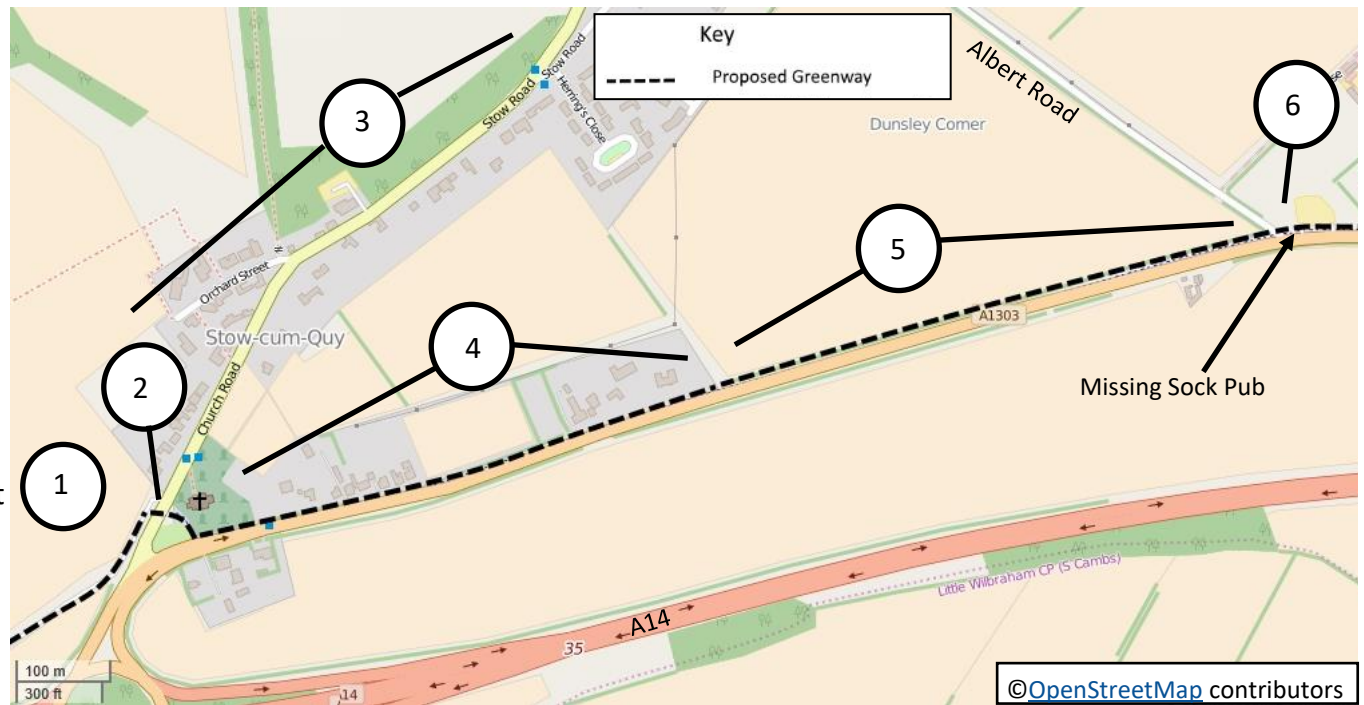 Key
Proposed Greenway
3
Stow Road
Stow Road
Herring's Close
Albert Road
Dunsley Corner
6
5
Orchard Street
Stow-cum-Quy
4
A1303
2
Church Road
Missing Sock Pub
1
t
Little Wilbraham CP (S Cambs)
A14
35
100 m
300 ft
14
©OpenStreetMap contributors